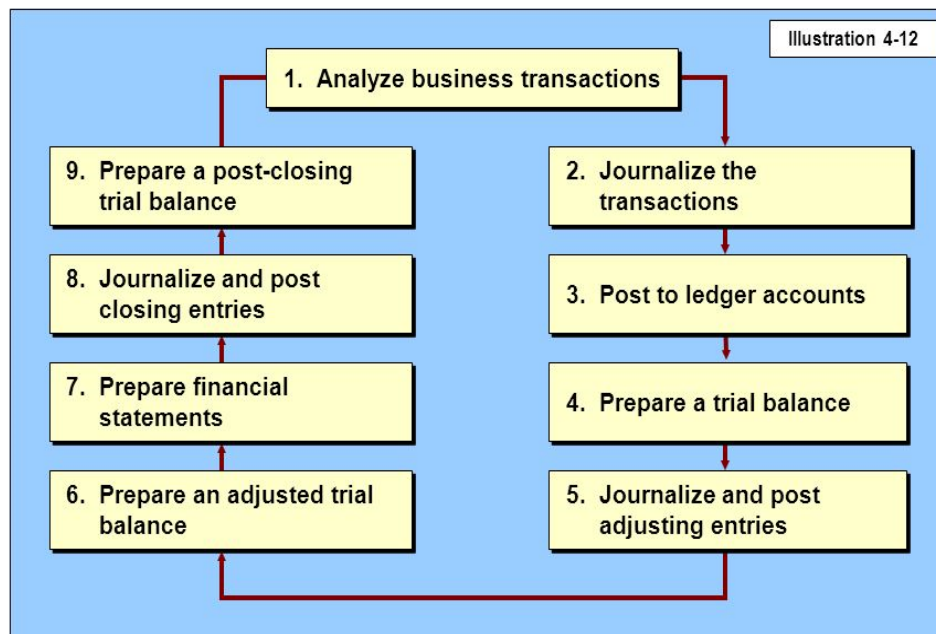 Illustration 4-12
1. Analyze business transactions
2. Journalize the
transactions
3. Post to ledger accounts
4. Prepare a trial balance
5. Journalize and post
adjusting entries
6. Prepare an adjusted trial
balance
7. Prepare financial
statements
8. Journalize and post
closing entries
9. Prepare a post-closing
trial balance